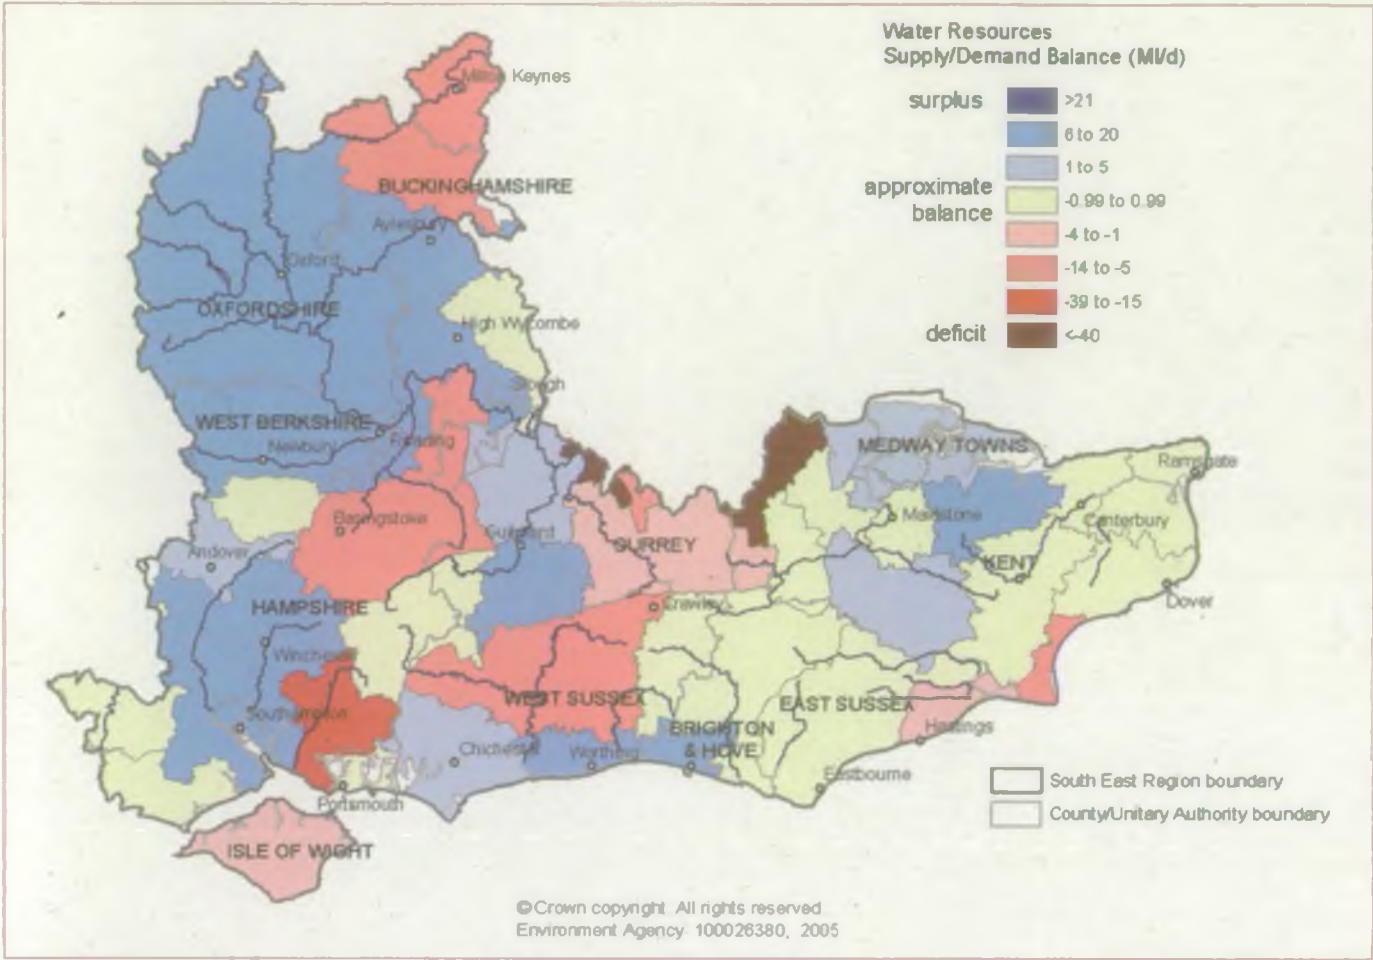 Water Resources
Supply/Demand Balance (Ml/d)
surplus
>21
6 to 20
1 to 5
approximate
balance
-0.99 to 0.99
-4 to -1
-14 to -5
-39 to -15
deficit
<-40
Milton Keynes
BUCKINGHAMSHIRE
Aylesbury
Oxford
OXFORDSHIRE
High Wycombe
Slough
WEST BERKSHIRE
Reading
Newbury
MEDWAY TOWNS
Ramsgate
Basingstoke
Maidstone
Canterbury
Guildford
Andover
SURREY
KENT
Dover
HAMPSHIRE
Crawley
Winchester
WEST SUSSEX
EAST SUSSEX
Southampton
Hastings
BRIGHTON
& HOVE
Chichester
Worthing
Eastbourne
Portsmouth
ISLE OF WIGHT
South East Region boundary
County/Unitary Authority boundary
© Crown copyright All rights reserved
Environment Agency 100026380, 2005